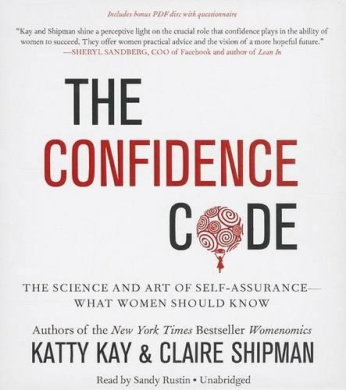 Includes bonus PDF disc with questionnaire
"Kay and Shipman shine a perceptive light on the crucial role that confidence plays in the ability of
women to succeed. They offer women practical advice and the vision of a more hopeful future."
—SHERYL SANDBERG, COO of Facebook and author of Lean In
THE
CONFIDENCE
CODE
THE SCIENCE AND ART OF SELF-ASSURANCE—
WHAT WOMEN SHOULD KNOW
Authors of the New York Times Bestseller Womenomics
KATTY KAY & CLAIRE SHIPMAN
Read by Sandy Rustin • Unabridged